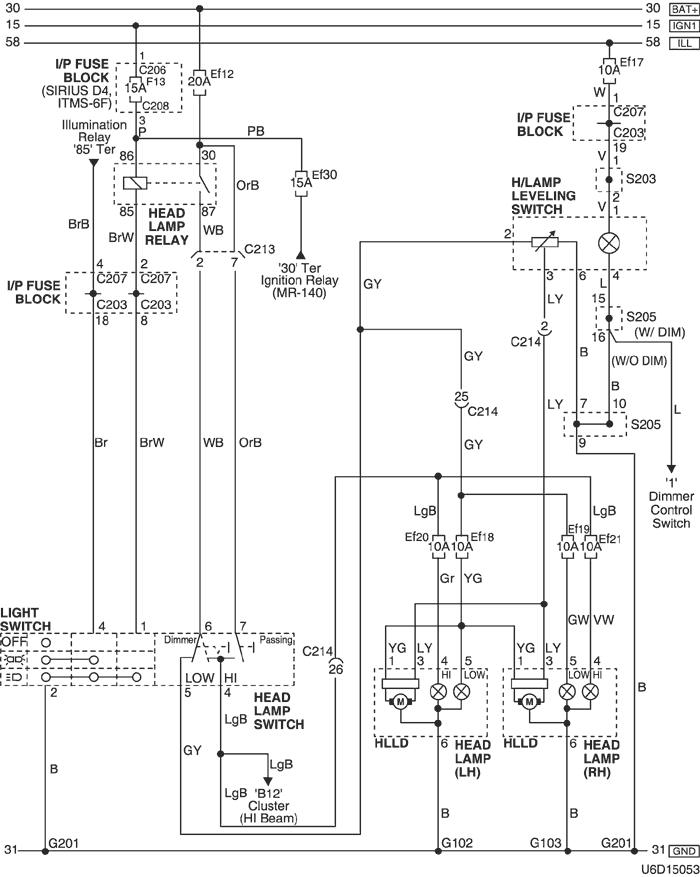 30 30 BAT+
15 15 IGN1
58 58 ILL
I/P FUSE
BLOCK
(SIRIUS D4,
ITMS-6F)
1
C206
F13
15A
C208
3
P
Ef12
20A
Ef17
10A
W
1
I/P FUSE
BLOCK
C207
C203
19
V
1
S203
2
V
1
Illumination
Relay
'85' Ter
PB
86
30
OrB
Ef30
15A
85
87
HEAD
LAMP
RELAY
BrB
BrW
WB
C213
2
7
'30' Ter
Ignition Relay
(MR-140)
H/LAMP
LEVELING
SWITCH
2
3
6
4
LY
L
15
S205
(W/ DIM)
16
(W/O DIM)
2
C214
GY
I/P FUSE
BLOCK
4
2
C207
C207
C203
C203
18
8
GY
25
C214
GY
B
B
LY
7
10
S205
9
L
'1'
Dimmer
Control
Switch
Br
BrW
WB
OrB
LgB
LgB
Ef20
10A
10A
Ef18
Ef19
10A
10A
Ef21
Gr
YG
GW
VW
LIGHT
SWITCH
OFF
4
1
6
7
Dimmer
Passing
LOW
HI
2
5
4
HEAD
LAMP
SWITCH
C214
26
LgB
GY
LgB
LgB
'B12'
Cluster
(HI Beam)
YG
LY
1
3
4
5
HI
LOW
M
HLLD
6
HEAD
LAMP
(LH)
YG
LY
1
3
5
4
LOW
HI
M
HLLD
6
HEAD
LAMP
(RH)
B
B
B
B
31 G201 G102 G103 G201 31 GND
U6D15053